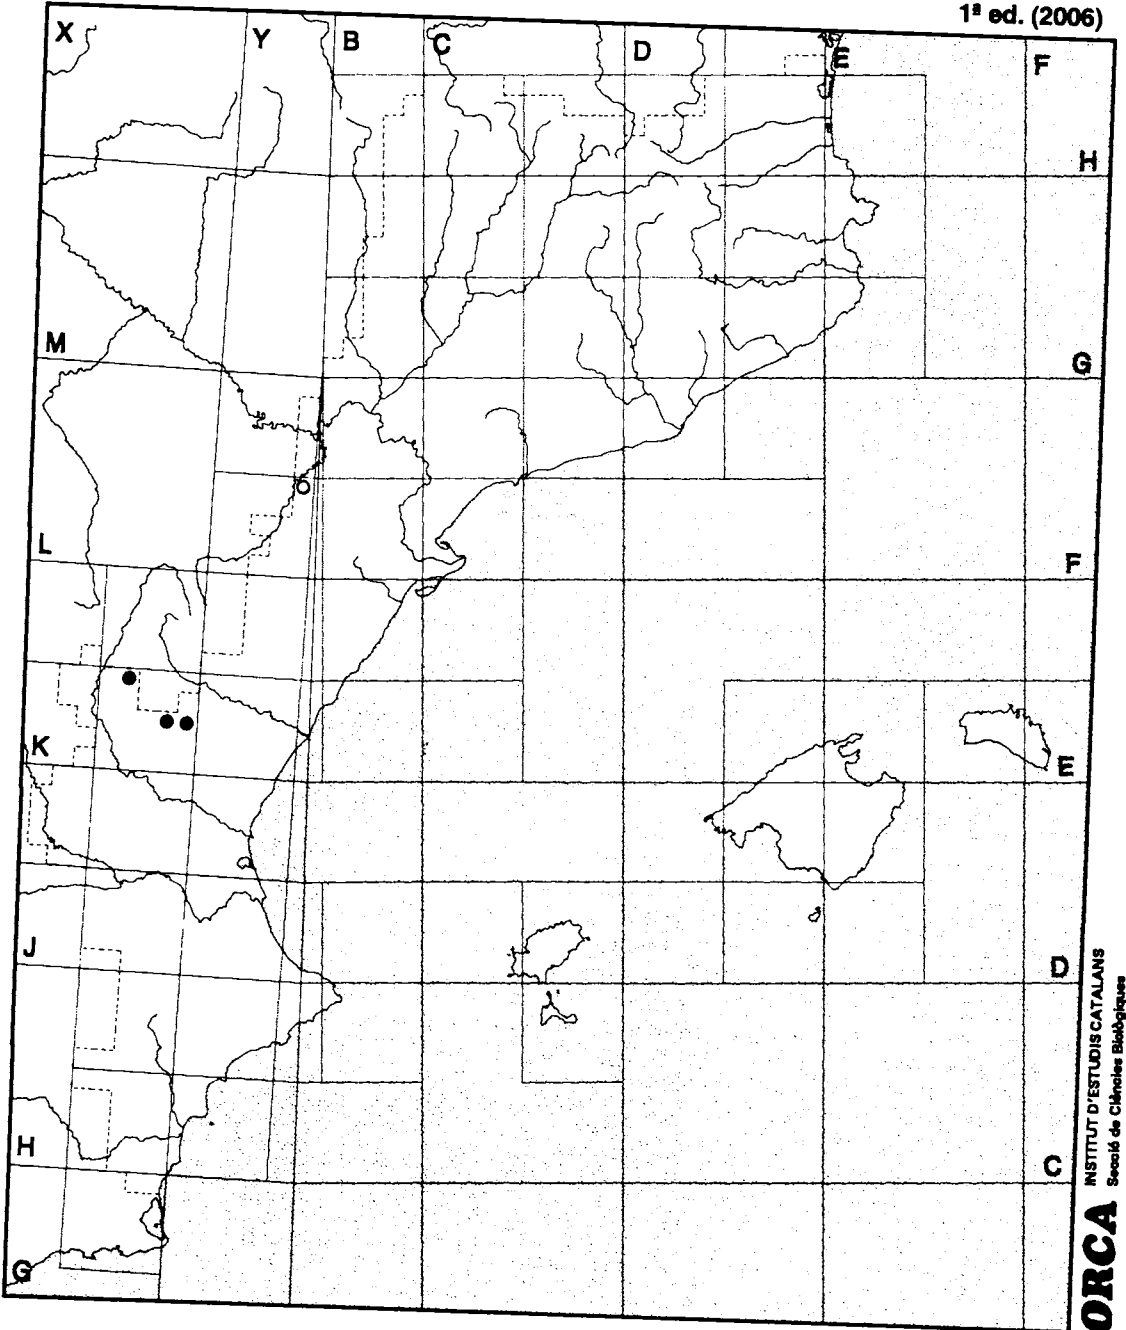 1ª ed. (2006)
X
Y
B
C
D
E
F
H
M
G
L
F
K
E
J
D
H
C
G
ORCA
INSTITUT D'ESTUDIS CATALANS
Secció de Ciències Biològiques